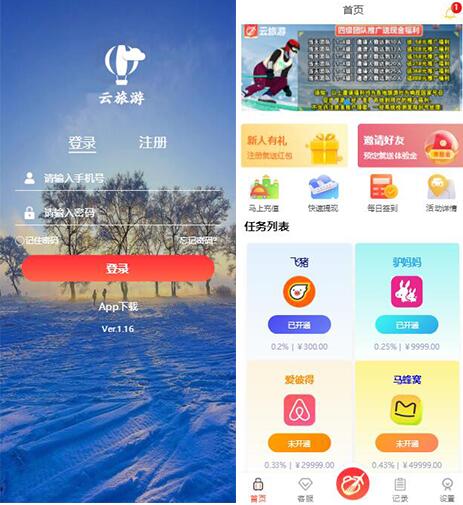 云旅游
登录
注册
请输入手机号
请输入密码
记住密码
忘记密码?
登录
App下载
Ver.1.16
首页
1
云旅游
四级团队推广送现金福利
新人有礼
注册就送红包
邀请好友
预定就送体验金
马上充值
快速提现
每日签到
活动详情
任务列表
飞猪
已开通
0.2% | ¥300.00
驴妈妈
已开通
0.25% | ¥9999.00
爱彼得
未开通
0.33% | ¥29999.00
马蜂窝
未开通
0.43% | ¥49999.00
首页
客服
记录
设置